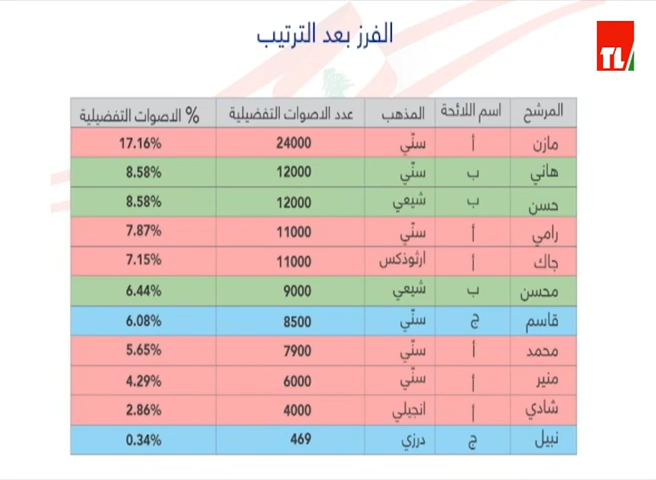 الفرز بعد الترتيب
TL/
المرشح اسم اللائحة المذهب عدد الاصوات التفضيلية % الاصوات التفضيلية
مازن أ سنّي 24000 17.16%
هاني ب سنّي 12000 8.58%
حسن ب شيعي 12000 8.58%
رامي أ سنّي 11000 7.87%
جاك أ ارثوذكس 11000 7.15%
محسن ب شيعي 9000 6.44%
قاسم ج سنّي 8500 6.08%
محمد أ سنّي 7900 5.65%
منير أ سنّي 6000 4.29%
شادي أ انجيلي 4000 2.86%
نبيل ج درزي 469 0.34%